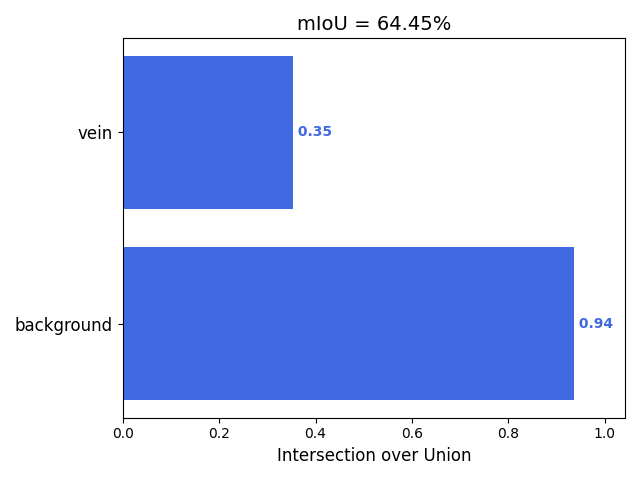 mIoU = 64.45%
vein
0.35
background
0.94
0.0 0.2 0.4 0.6 0.8 1.0
Intersection over Union